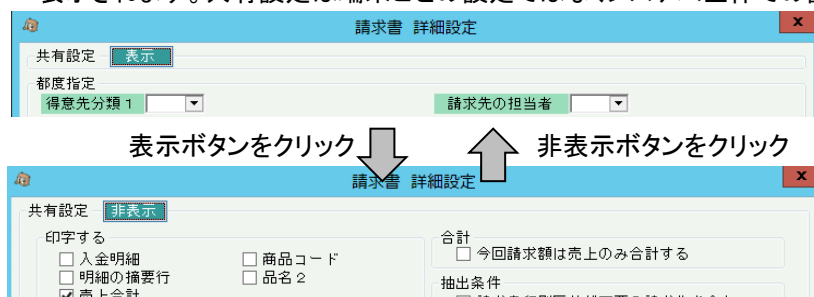 請求書 詳細設定
x
共有設定 表示
都度指定
得意先分類1
請求先の担当者
表示ボタンをクリック
非表示ボタンをクリック
請求書 詳細設定
x
共有設定 非表示
印字する
入金明細
商品コード
明細の摘要行
品名2
売上合計
合計
今回請求額は売上のみ合計する
抽出条件